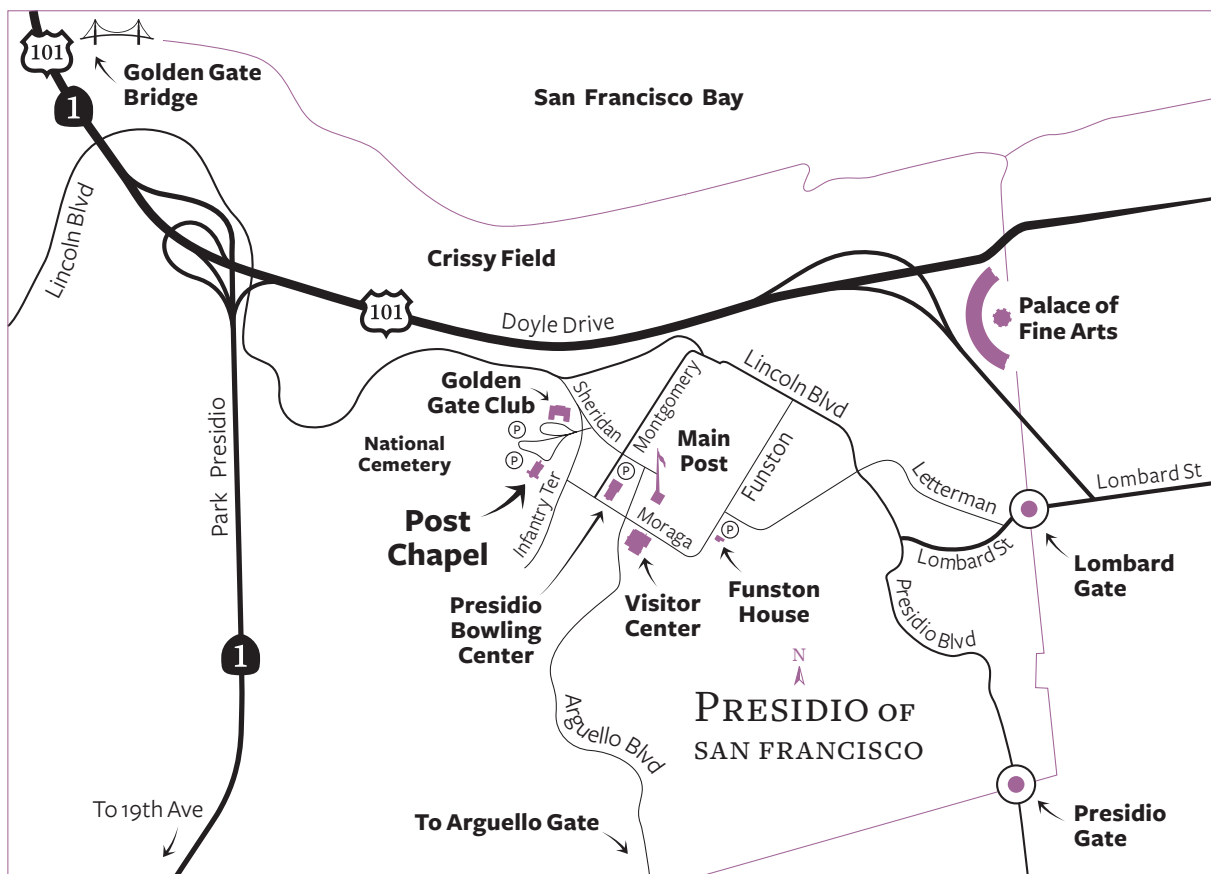 101
Golden Gate
Bridge
1
San Francisco Bay
Lincoln Blvd
Crissy Field
101
Doyle Drive
Palace of
Fine Arts
Golden
Gate Club
Sheridan
Montgomery
Lincoln Blvd
P
National
Cemetery
P
P
Main
Post
Funston
Park Presidio
Letterman
Lombard St
Post
Chapel
Infantry Ter
Moraga
P
Lombard St
Lombard
Gate
Presidio
Bowling
Center
Visitor
Center
Funston
House
Presidio Blvd
1
N
PRESIDIO OF
SAN FRANCISCO
Arguello Blvd
To 19th Ave
To Arguello Gate
Presidio
Gate